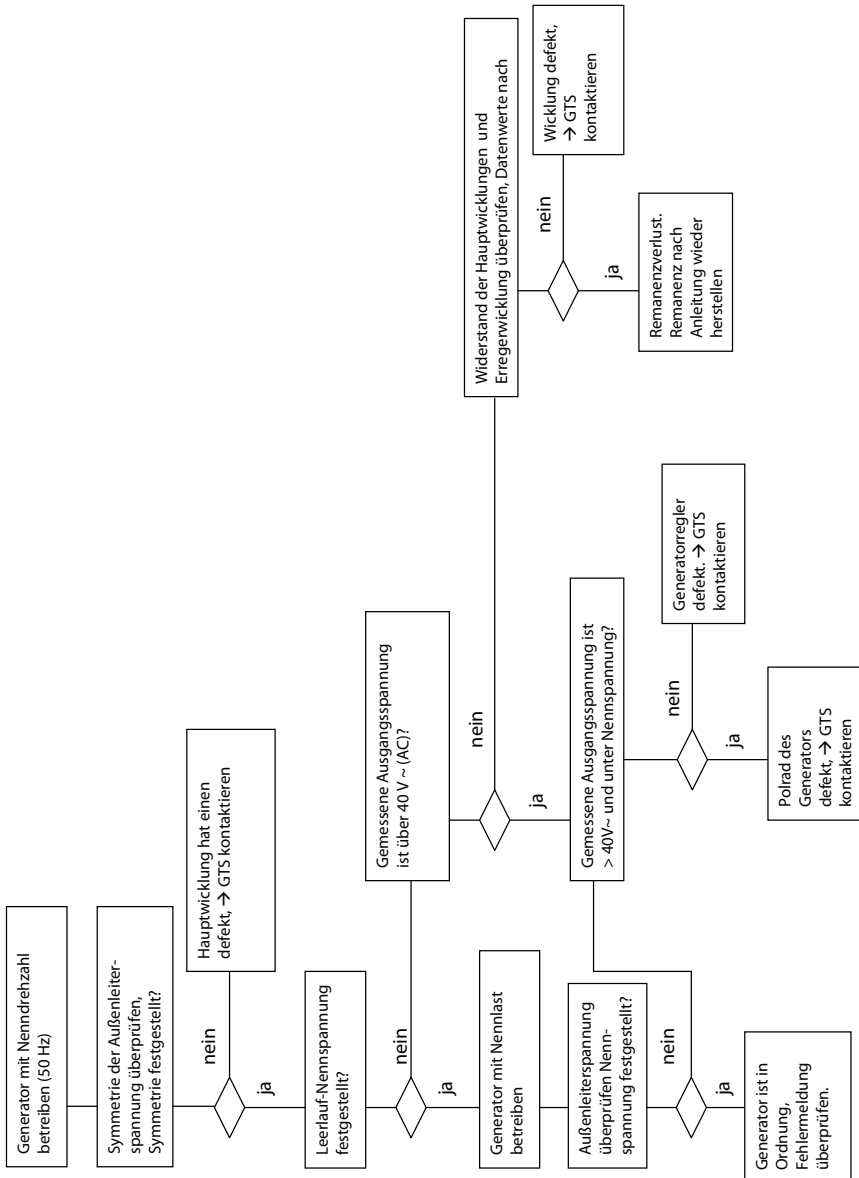 Generator mit Nenndrehzahl
betreiben (50 Hz)
Symmetrie der Außenleiter-
spannung überprüfen,
Symmetrie festgestellt?
nein
Hauptwicklung hat einen
defekt, → GTS kontaktieren
ja
Leerlauf-Nennspannung
festgestellt?
nein
Gemessene Ausgangsspannung
ist über 40 V ~ (AC)?
nein
Widerstand der Hauptwicklungen und
Erregerwicklung überprüfen, Datenwerte nach
nein
Wicklung defekt,
→ GTS
kontaktieren
ja
Remanenzverlust.
Remanenz nach
Anleitung wieder
herstellen
ja
Generator mit Nennlast
betreiben
Außenleiterspannung
überprüfen Nenn-
spannung festgestellt?
nein
ja
Gemessene Ausgangsspannung ist
> 40V~ und unter Nennspannung?
nein
Generatorregler
defekt. → GTS
kontaktieren
ja
Polrad des
Generators
defekt, → GTS
kontaktieren
ja
Generator ist in
Ordnung,
Fehlermeldung
überprüfen.